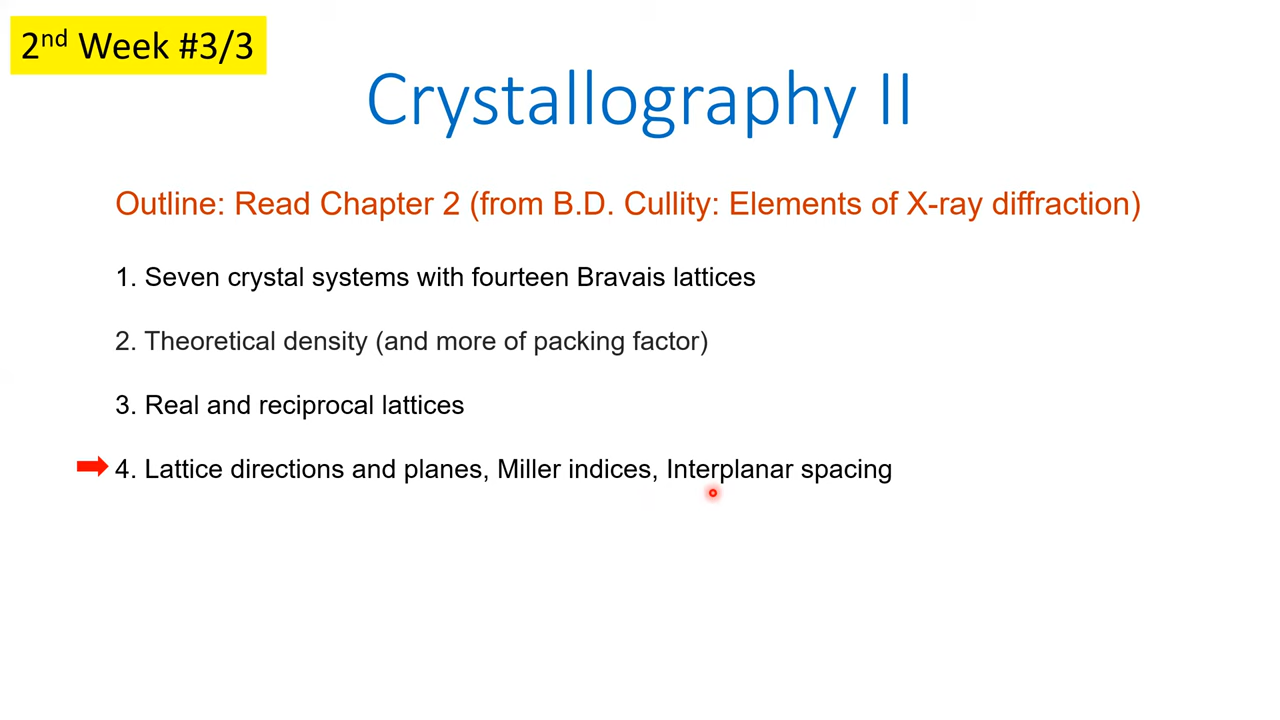 2nd Week #3/3
Crystallography II
Outline: Read Chapter 2 (from B.D. Cullity: Elements of X-ray diffraction)
1. Seven crystal systems with fourteen Bravais lattices
2. Theoretical density (and more of packing factor)
3. Real and reciprocal lattices
4. Lattice directions and planes, Miller indices, Interplanar spacing